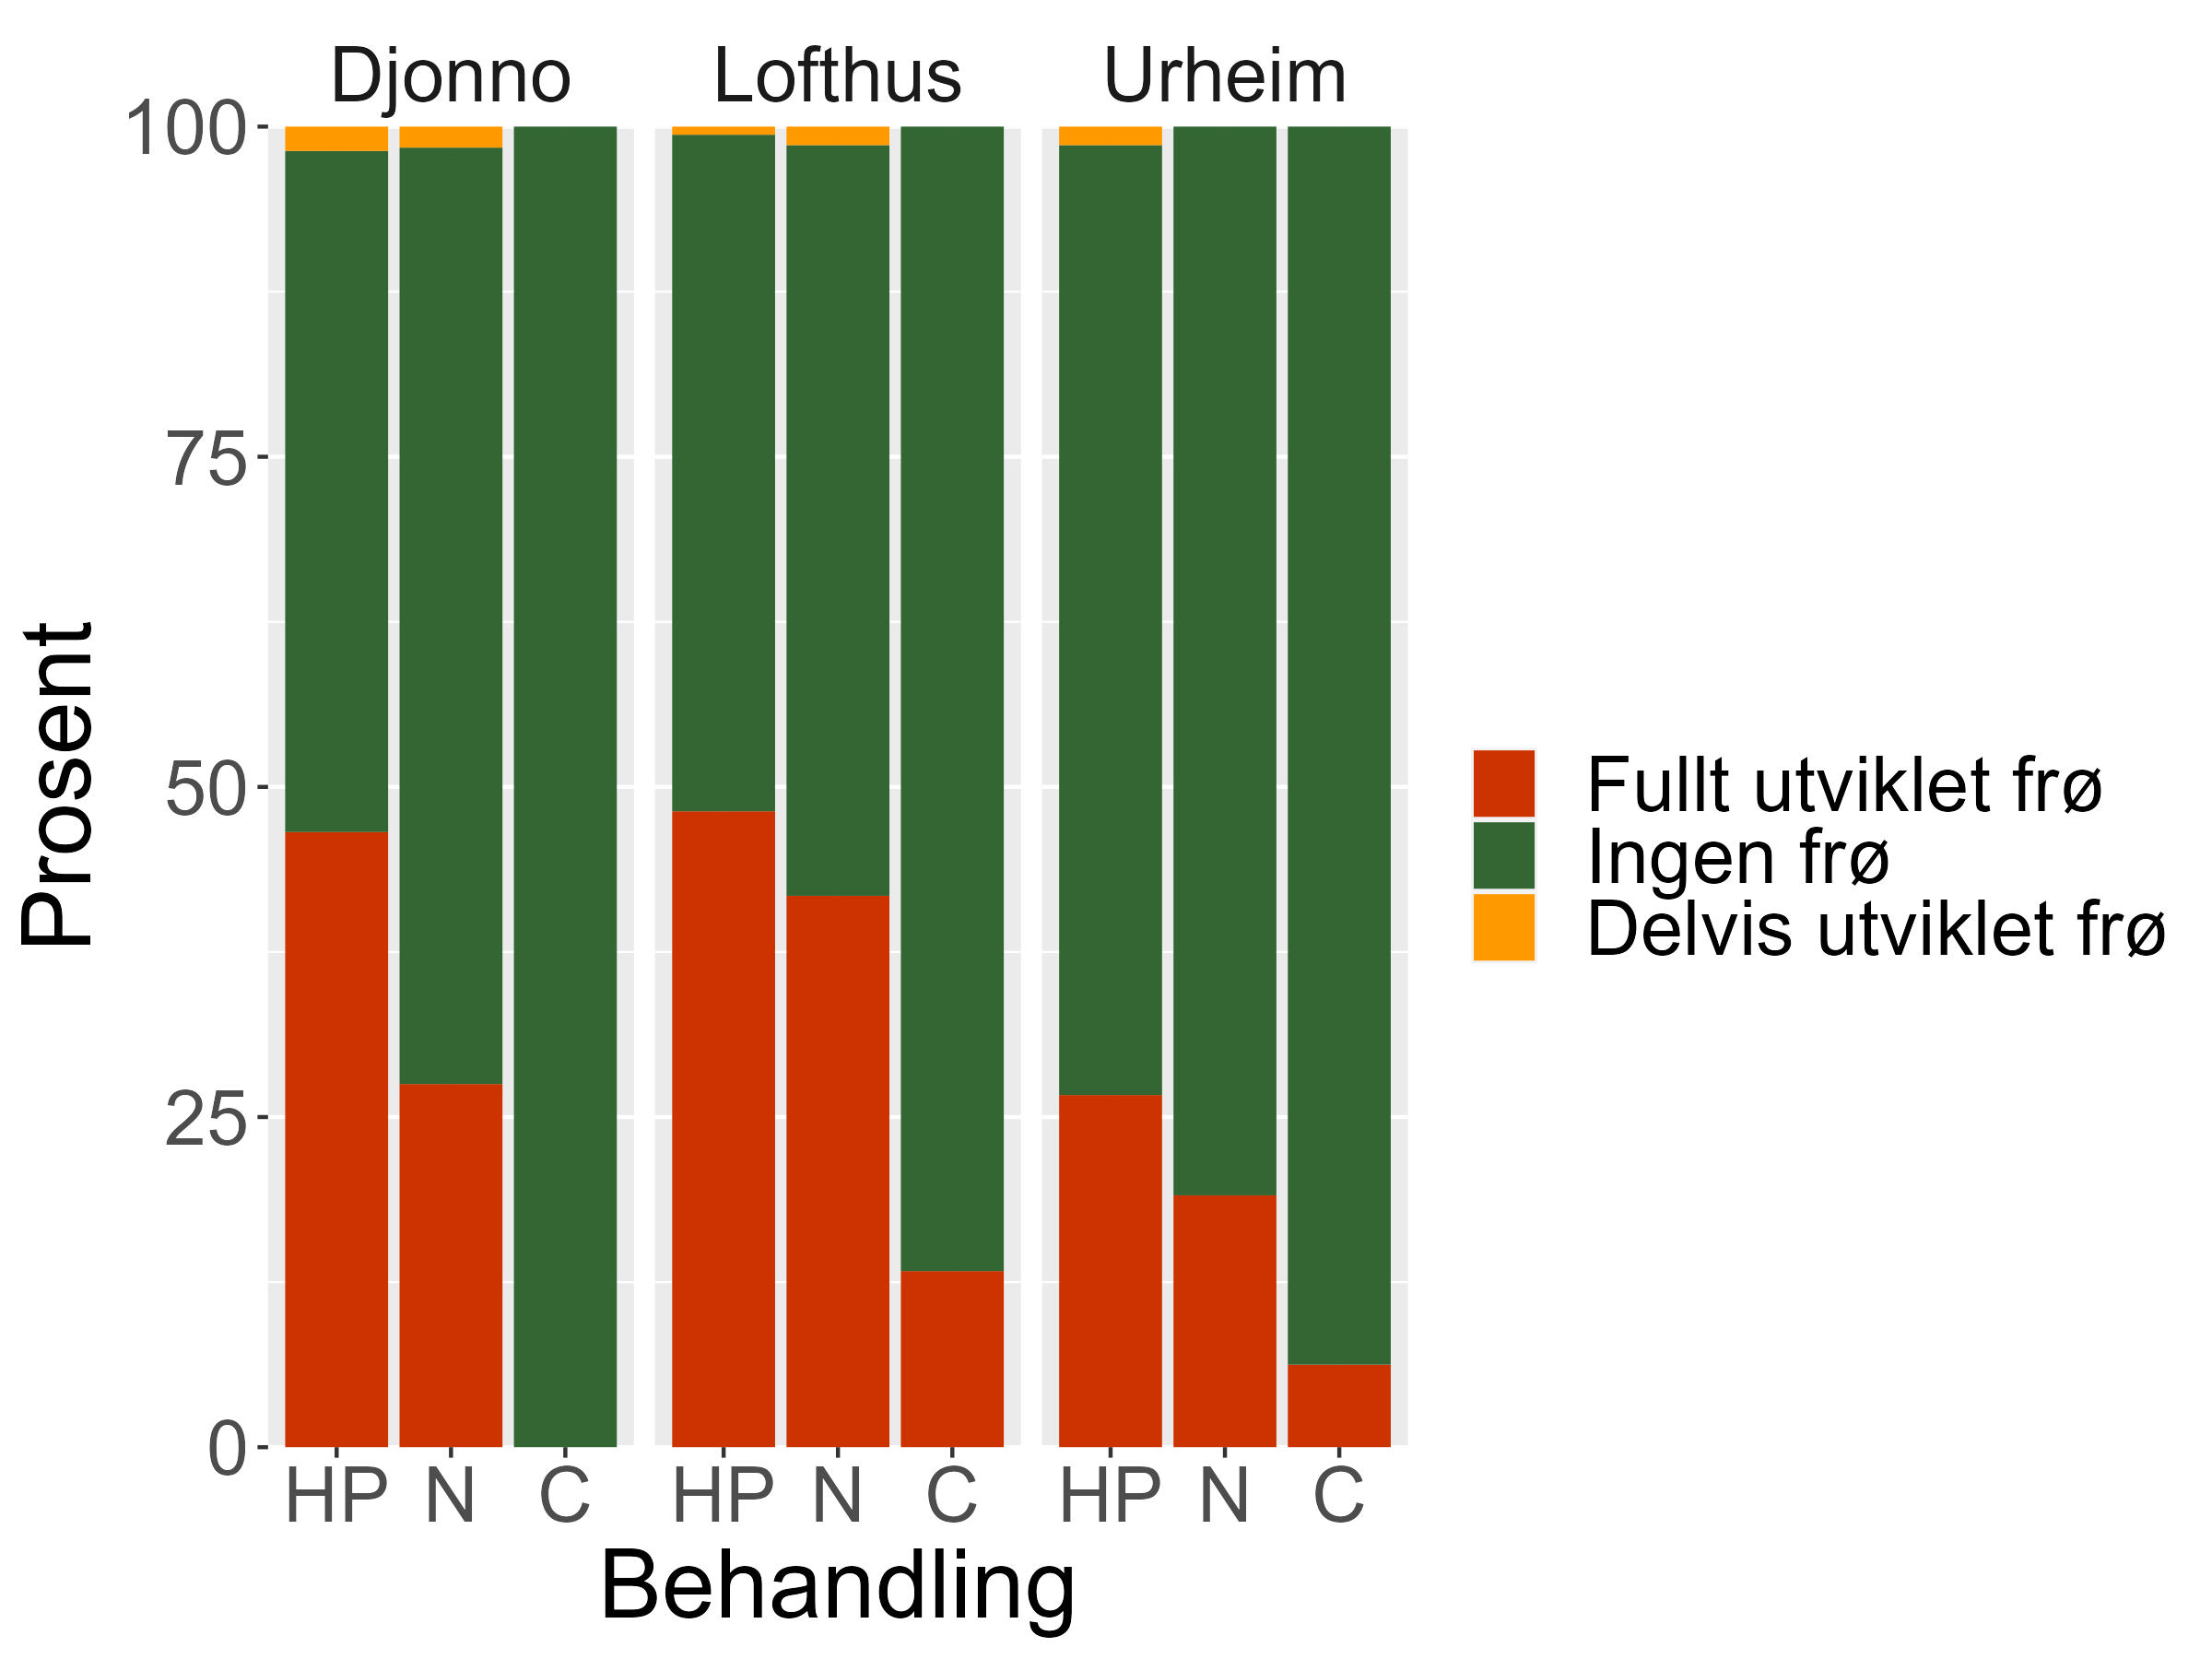 Djonno Lofthus Urheim
100
75
50
25
0
Prosent
HP N C HP N C HP N C
Behandling
Fullt utviklet frø
Ingen frø
Delvis utviklet frø